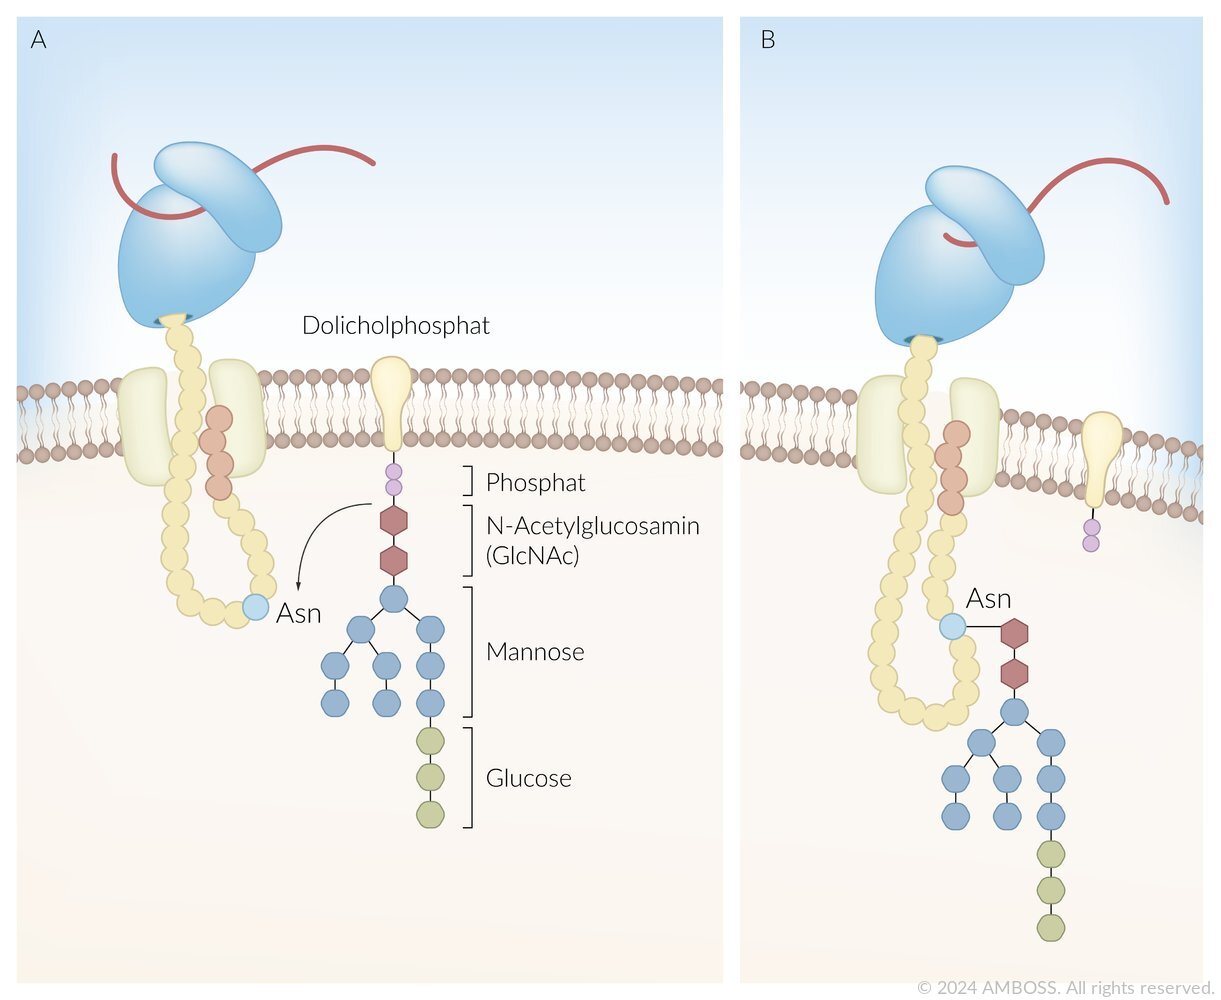 A
B
Dolicholphosphat
Phosphat
N-Acetylglucosamin
(GlcNAc)
Asn
Mannose
Glucose
Asn
© 2024 AMBOSS. All rights reserved.